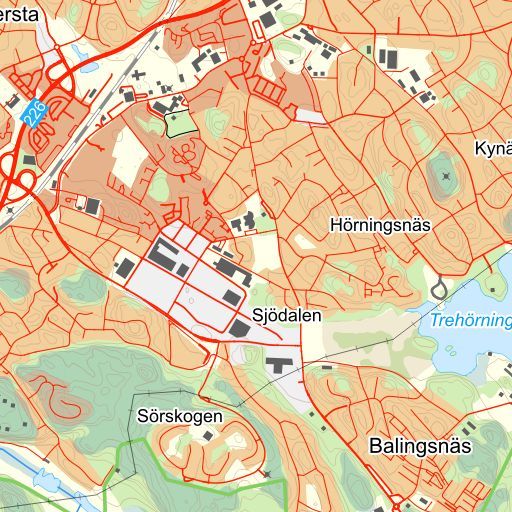 ersta
226
Kynä
Hörningsnäs
Sjödalen
Trehörning
Sörskogen
Balingsnäs